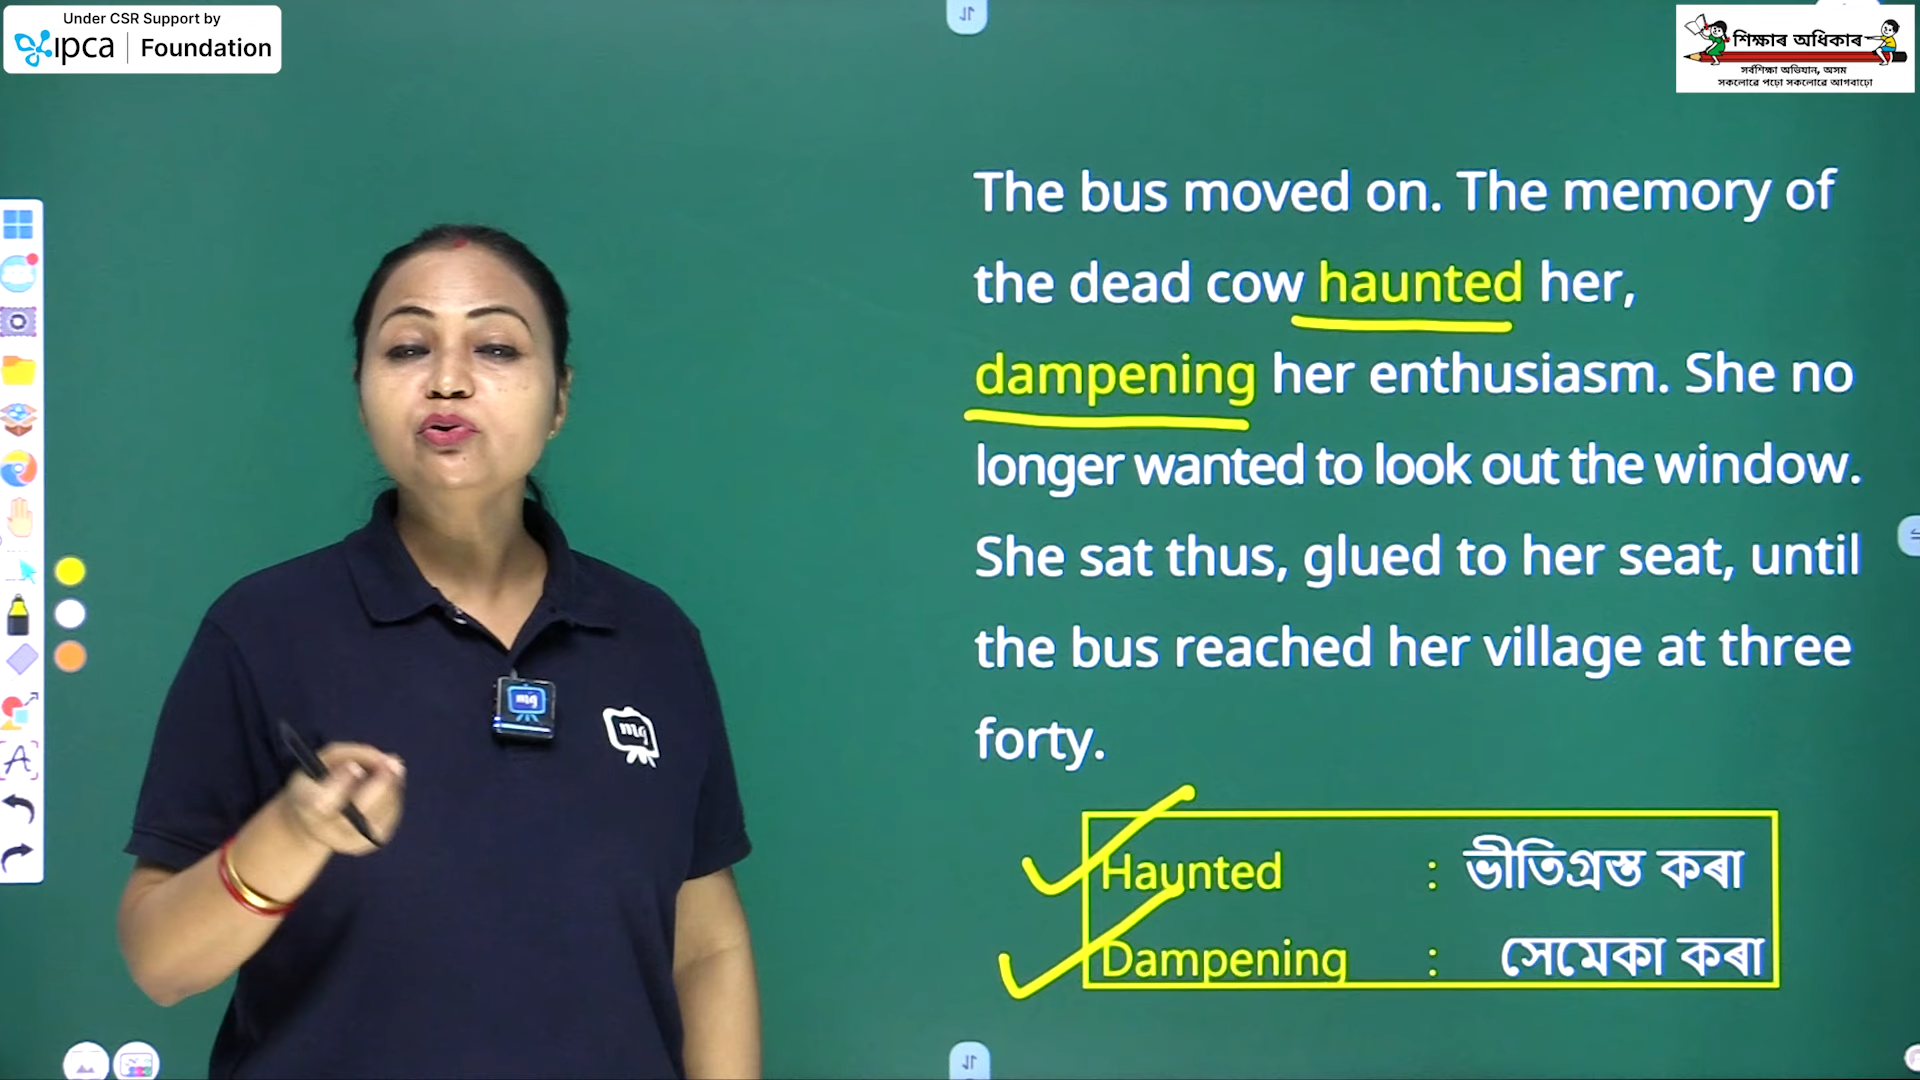 Under CSR Support by
ipca Foundation
শিক্ষাৰ অধিকাৰ
সৰ্বশিক্ষা অভিযান, অসম
সকলোৱে পঢ়ো সকলোৱে আগবাঢ়ো
The bus moved on. The memory of
the dead cow haunted her,
dampening her enthusiasm. She no
longer wanted to look out the window.
She sat thus, glued to her seat, until
the bus reached her village at three
forty.
Haunted : ভীতিগ্ৰস্ত কৰা
Dampening : সেমেকা কৰা